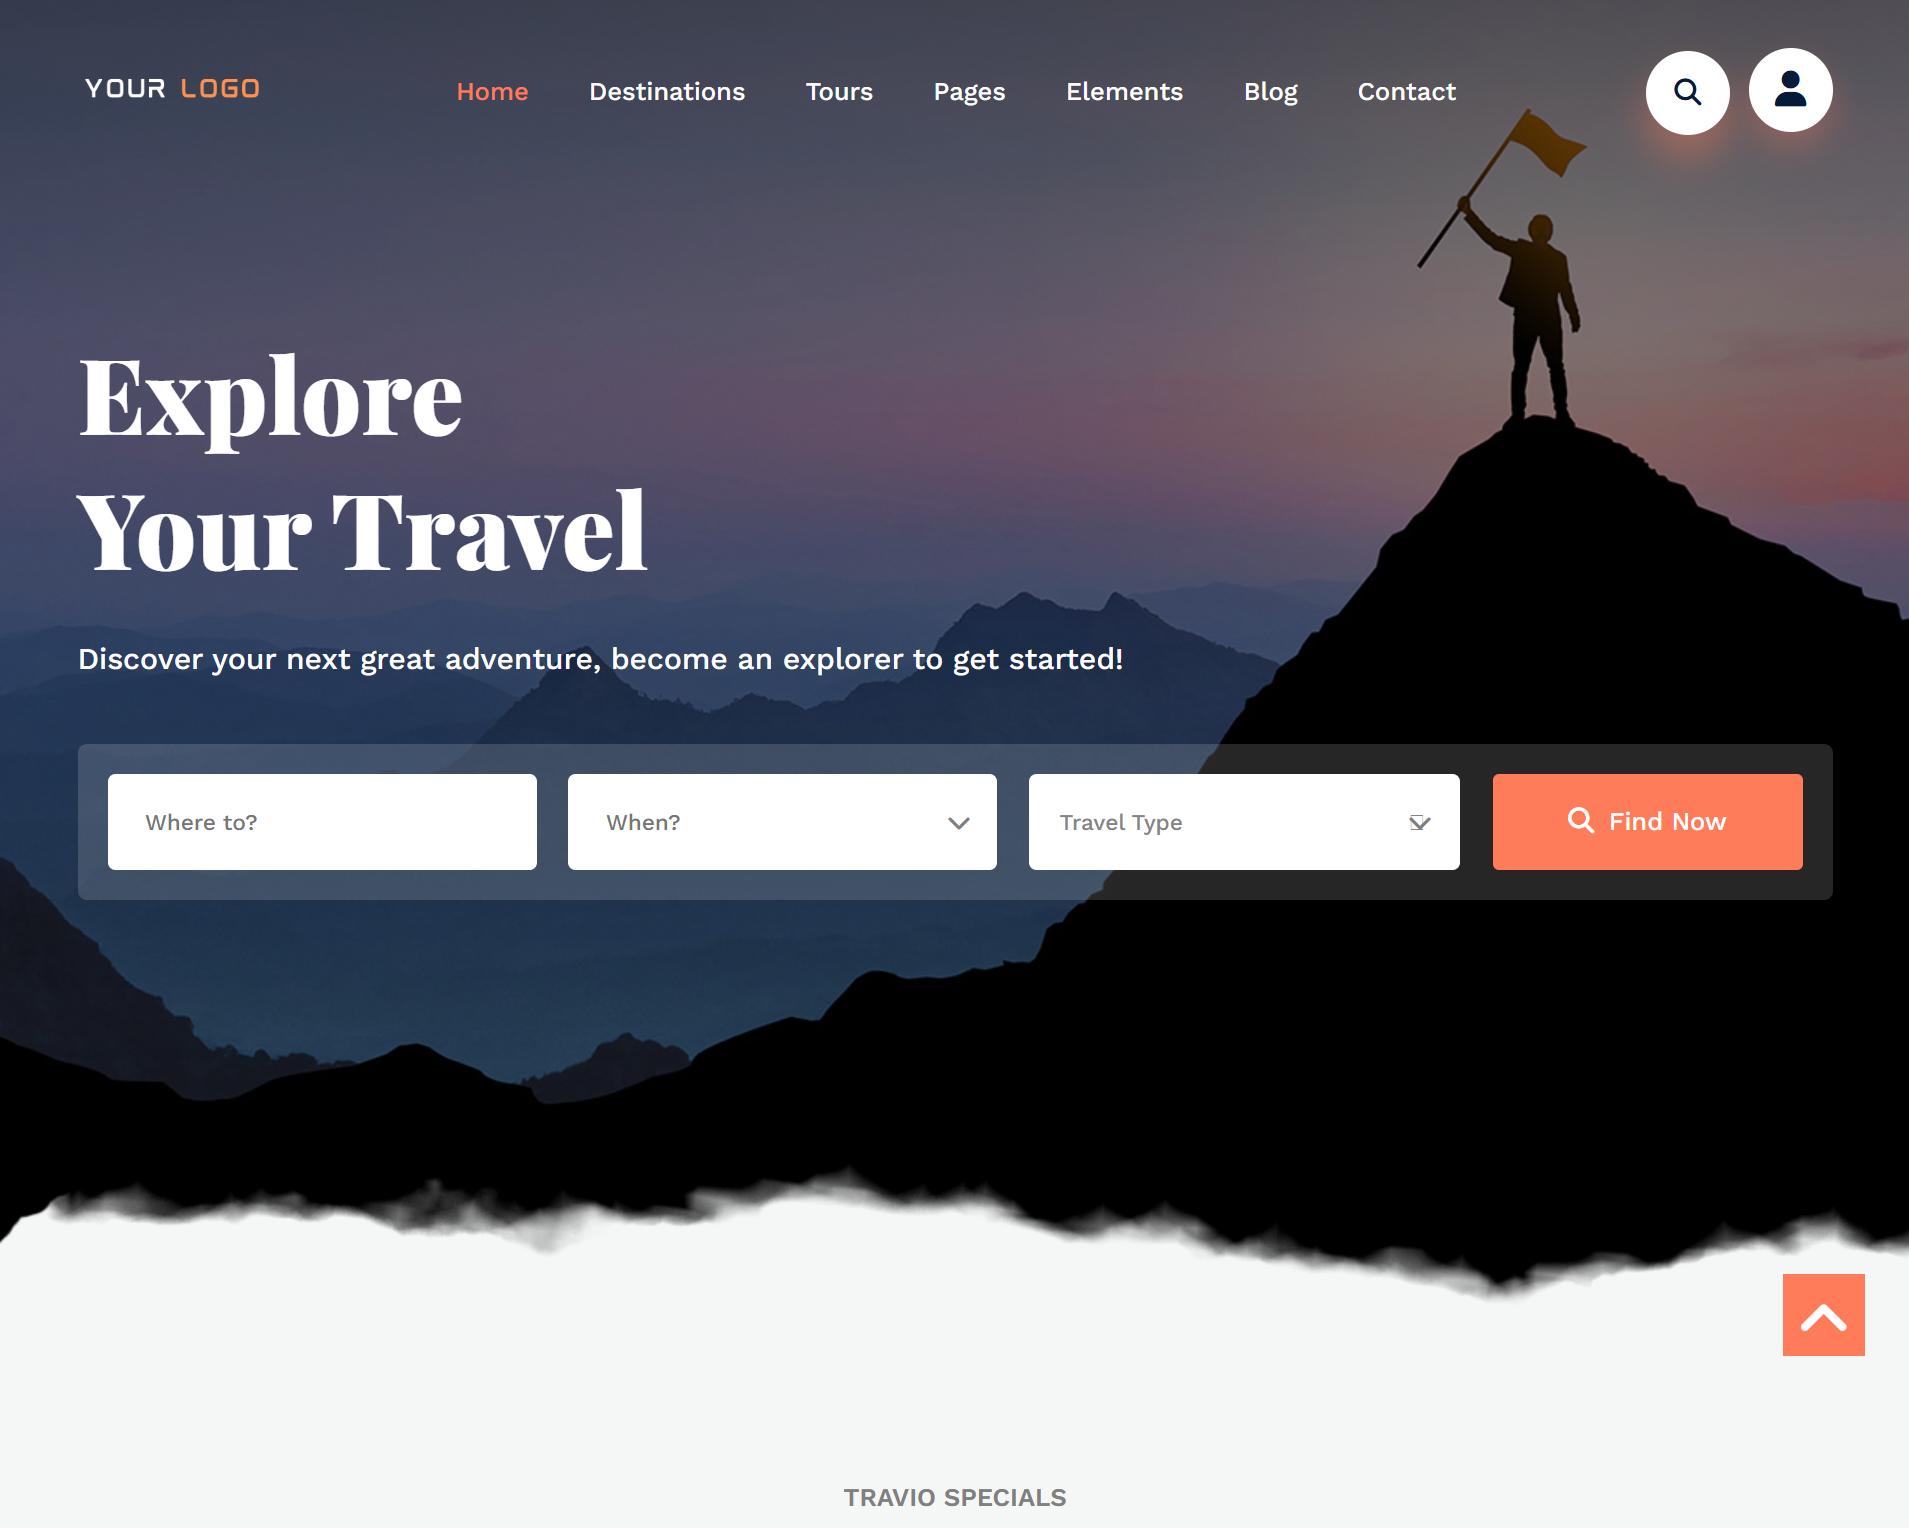 YOUR LOGO
Home Destinations Tours Pages Elements Blog Contact
Explore
Your Travel
Discover your next great adventure, become an explorer to get started!
Where to? When? Travel Type Find Now
TRAVIO SPECIALS